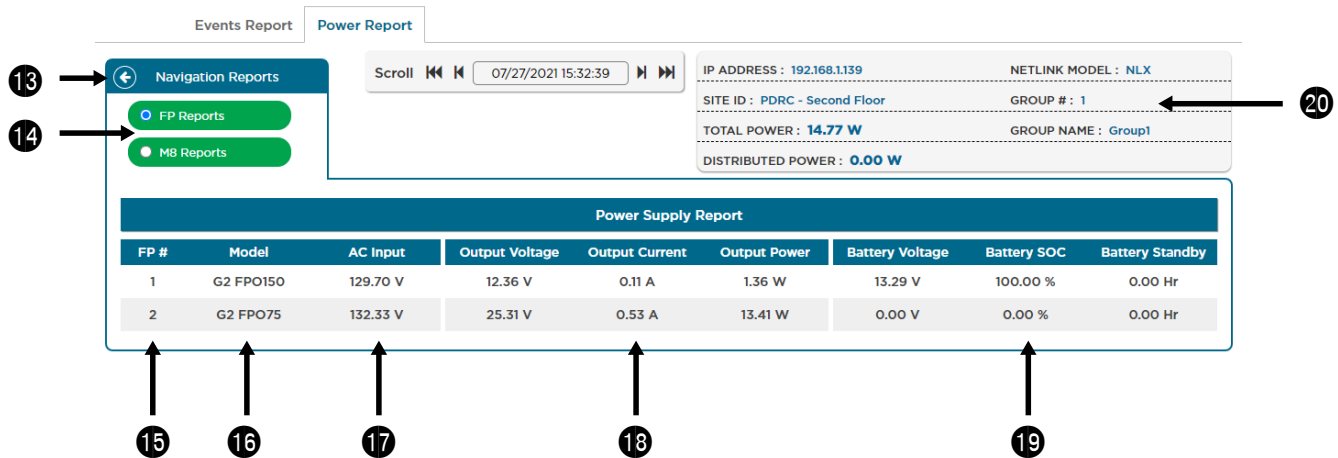 Events Report Power Report
13 Navigation Reports
14 FP Reports
M8 Reports
Scroll 07/27/2021 15:32:39
IP ADDRESS : 192.168.1.139 NETLINK MODEL : NLX
SITE ID : PDRC - Second Floor GROUP # : 1
TOTAL POWER : 14.77 W GROUP NAME : Group1
DISTRIBUTED POWER : 0.00 W
20
Power Supply Report
FP # Model AC Input Output Voltage Output Current Output Power Battery Voltage Battery SOC Battery Standby
1 G2 FPO150 129.70 V 12.36 V 0.11 A 1.36 W 13.29 V 100.00 % 0.00 Hr
2 G2 FPO75 132.33 V 25.31 V 0.53 A 13.41 W 0.00 V 0.00 % 0.00 Hr
15 16 17 18 19